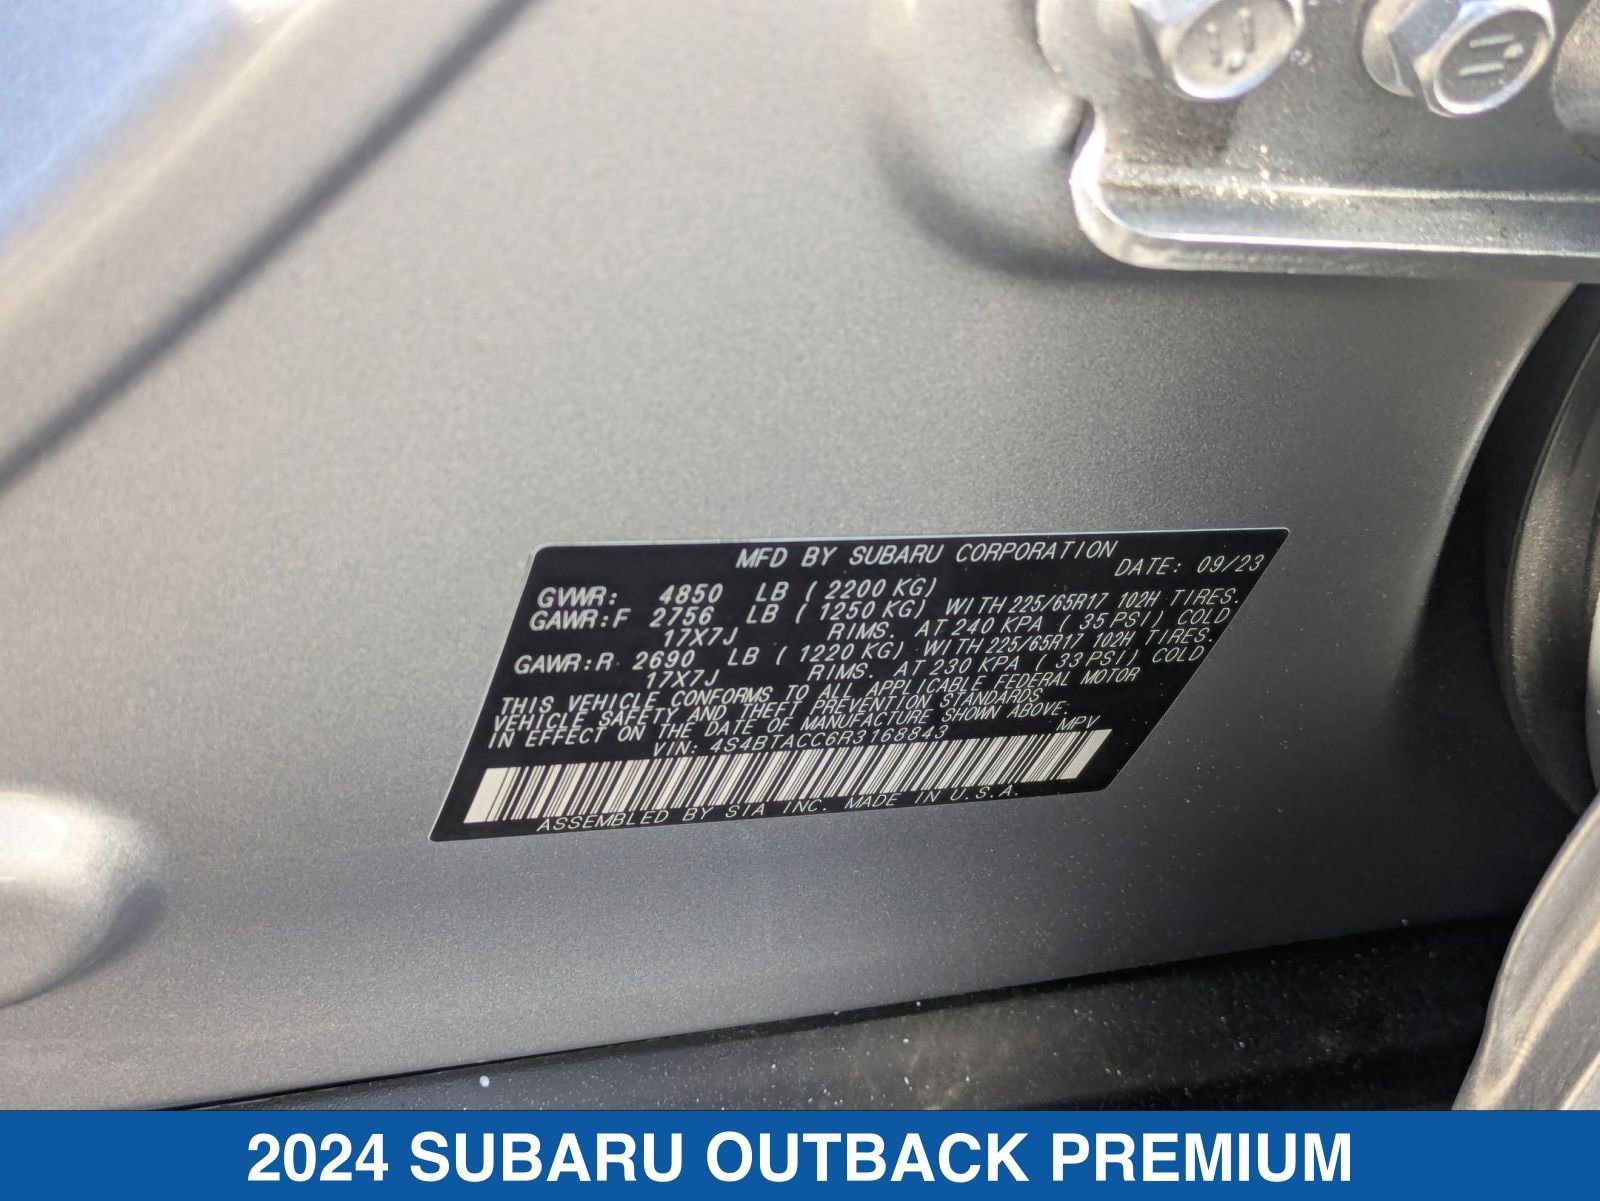 MFD BY SUBARU CORPORATION
DATE: 09/23
GVWR: 4850 LB ( 2200 KG)
GAWR:F 2756 LB ( 1250 KG) WITH 225/65R17 102H TIRES.
17X7J RIMS. AT 240 KPA ( 35 PSI) COLD
GAWR:R 2690 LB ( 1220 KG) WITH 225/65R17 102H TIRES.
17X7J RIMS. AT 230 KPA ( 33 PSI) COLD
THIS VEHICLE CONFORMS TO ALL APPLICABLE FEDERAL MOTOR
VEHICLE SAFETY AND THEFT PREVENTION STANDARDS
IN EFFECT ON THE DATE OF MANUFACTURE SHOWN ABOVE.
VIN: 4S4BTACC6R3168843 MPV
ASSEMBLED BY SIA INC. MADE IN U.S.A.
2024 SUBARU OUTBACK PREMIUM